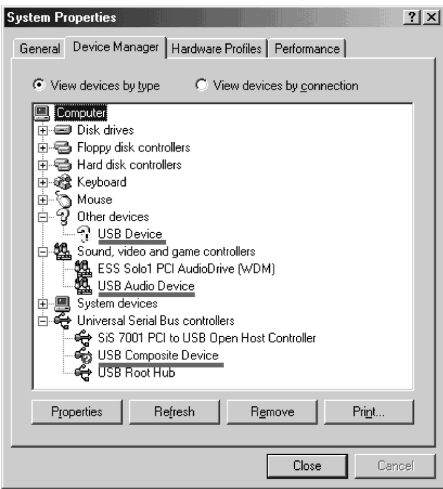 System Properties
General Device Manager Hardware Profiles Performance
View devices by type View devices by connection
Computer
Disk drives
Floppy disk controllers
Hard disk controllers
Keyboard
Mouse
Other devices
USB Device
Sound, video and game controllers
ESS Solo1 PCI AudioDrive (WDM)
USB Audio Device
System devices
Universal Serial Bus controllers
SiS 7001 PCI to USB Open Host Controller
USB Composite Device
USB Root Hub
Properties Refresh Remove Print...
Close Cancel